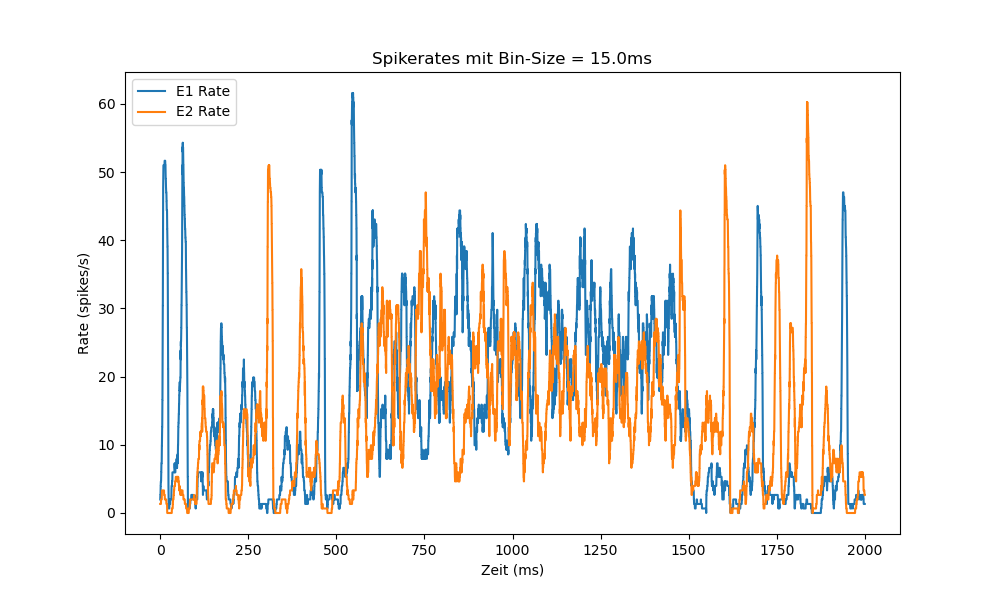 Spikerates mit Bin-Size = 15.0ms
E1 Rate
E2 Rate
Rate (spikes/s)
60
50
40
30
20
10
0
0 250 500 750 1000 1250 1500 1750 2000
Zeit (ms)